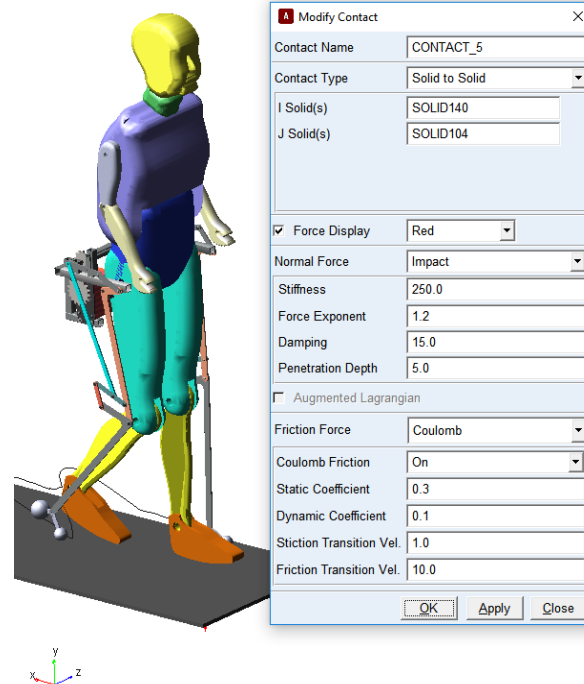 A Modify Contact
Contact Name CONTACT_5
Contact Type Solid to Solid
I Solid(s) SOLID140
J Solid(s) SOLID104
Force Display Red
Normal Force Impact
Stiffness 250.0
Force Exponent 1.2
Damping 15.0
Penetration Depth 5.0
Augmented Lagrangian
Friction Force Coulomb
Coulomb Friction On
Static Coefficient 0.3
Dynamic Coefficient 0.1
Stiction Transition Vel. 1.0
Friction Transition Vel. 10.0
OK Apply Close
y
x z